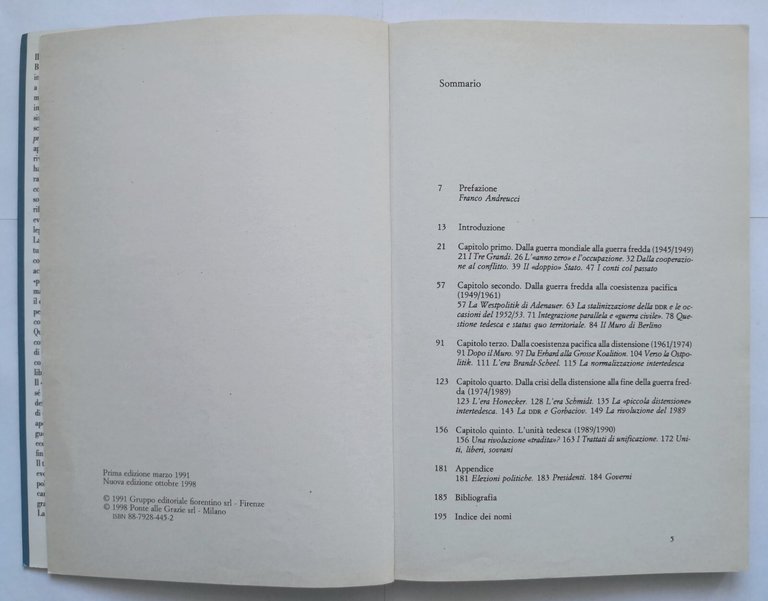 Prima edizione marzo 1991
Nuova edizione ottobre 1998
© 1991 Gruppo editoriale fiorentino srl - Firenze
© 1998 Ponte alle Grazie srl - Milano
ISBN 88-7928-445-2
Sommario
7 Prefazione
Franco Andreucci
13 Introduzione
21 Capitolo primo. Dalla guerra mondiale alla guerra fredda (1945/1949)
21 I Tre Grandi. 26 L'«anno zero» e l'occupazione. 32 Dalla cooperazio-
ne al conflitto. 39 Il «doppio» Stato. 47 I conti col passato
57 Capitolo secondo. Dalla guerra fredda alla coesistenza pacifica
(1949/1961)
57 La Westpolitik di Adenauer. 63 La stalinizzazione della DDR e le oc-
casioni del 1952/53. 71 Integrazione parallela e «guerra civile». 78 Que-
stione tedesca e status quo territoriale. 84 Il Muro di Berlino
91 Capitolo terzo. Dalla coesistenza pacifica alla distensione (1961/1974)
91 Dopo il Muro. 97 Da Erhard alla Grosse Koalition. 104 Verso la Ostpo-
litik. 111 L'era Brandt-Scheel. 115 La normalizzazione intertedesca
123 Capitolo quarto. Dalla crisi della distensione alla fine della guerra fred-
da (1974/1989)
123 L'era Honecker. 128 L'era Schmidt. 135 La «piccola distensione»
intertedesca. 143 La DDR e Gorbaciov. 149 La rivoluzione del 1989
156 Capitolo quinto. L'unità tedesca (1989/1990)
156 Una rivoluzione «tradita»? 163 I Trattati di unificazione. 172 Uni-
ti, liberi, sovrani
181 Appendice
181 Elezioni politiche. 183 Presidenti. 184 Governi
185 Bibliografia
195 Indice dei nomi
5